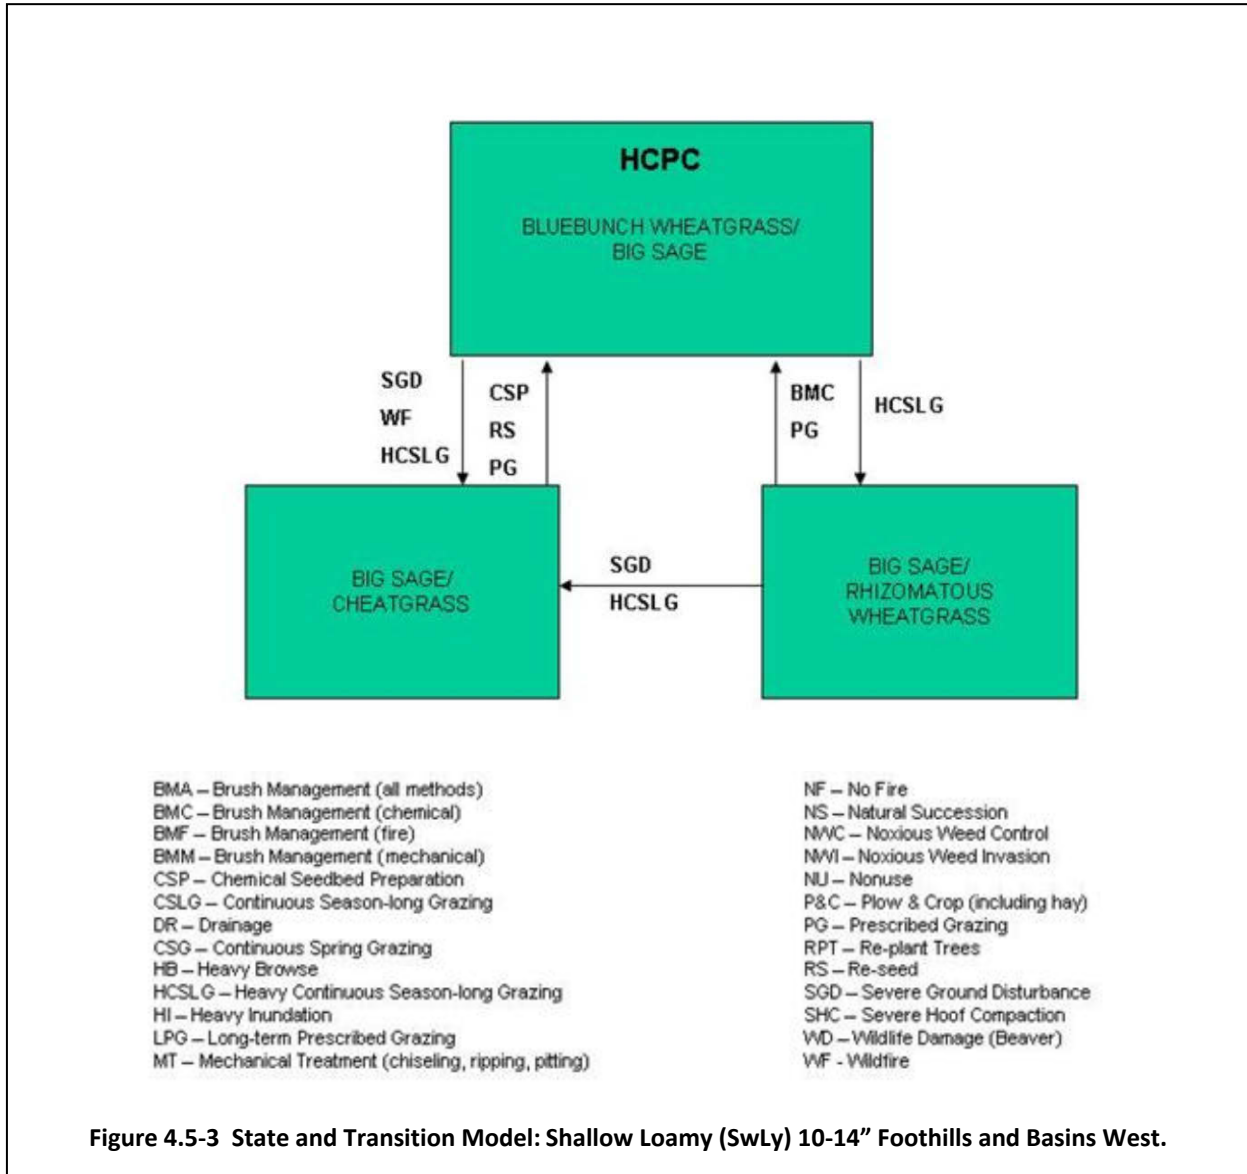 HCPC
BLUEBUNCH WHEATGRASS/
BIG SAGE
SGD
WF
HCSLG
CSP
RS
PG
BMC
PG
HCSLG
BIG SAGE/
CHEATGRASS
SGD
HCSLG
BIG SAGE/
RHIZOMATOUS
WHEATGRASS
BMA – Brush Management (all methods)
BMC – Brush Management (chemical)
BMF – Brush Management (fire)
BMM – Brush Management (mechanical)
CSP – Chemical Seedbed Preparation
CSLG – Continuous Season-long Grazing
DR – Drainage
CSG – Continuous Spring Grazing
HB – Heavy Browse
HCSLG – Heavy Continuous Season-long Grazing
HI – Heavy Inundation
LPG – Long-term Prescribed Grazing
MT – Mechanical Treatment (chiseling, ripping, pitting)
NF – No Fire
NS – Natural Succession
NWC – Noxious Weed Control
NWI – Noxious Weed Invasion
NU – Nonuse
P&C – Plow & Crop (including hay)
PG – Prescribed Grazing
RPT – Re-plant Trees
RS – Re-seed
SGD – Severe Ground Disturbance
SHC – Severe Hoof Compaction
WD – Wildlife Damage (Beaver)
WF - Wildfire
Figure 4.5-3 State and Transition Model: Shallow Loamy (SwLy) 10-14” Foothills and Basins West.